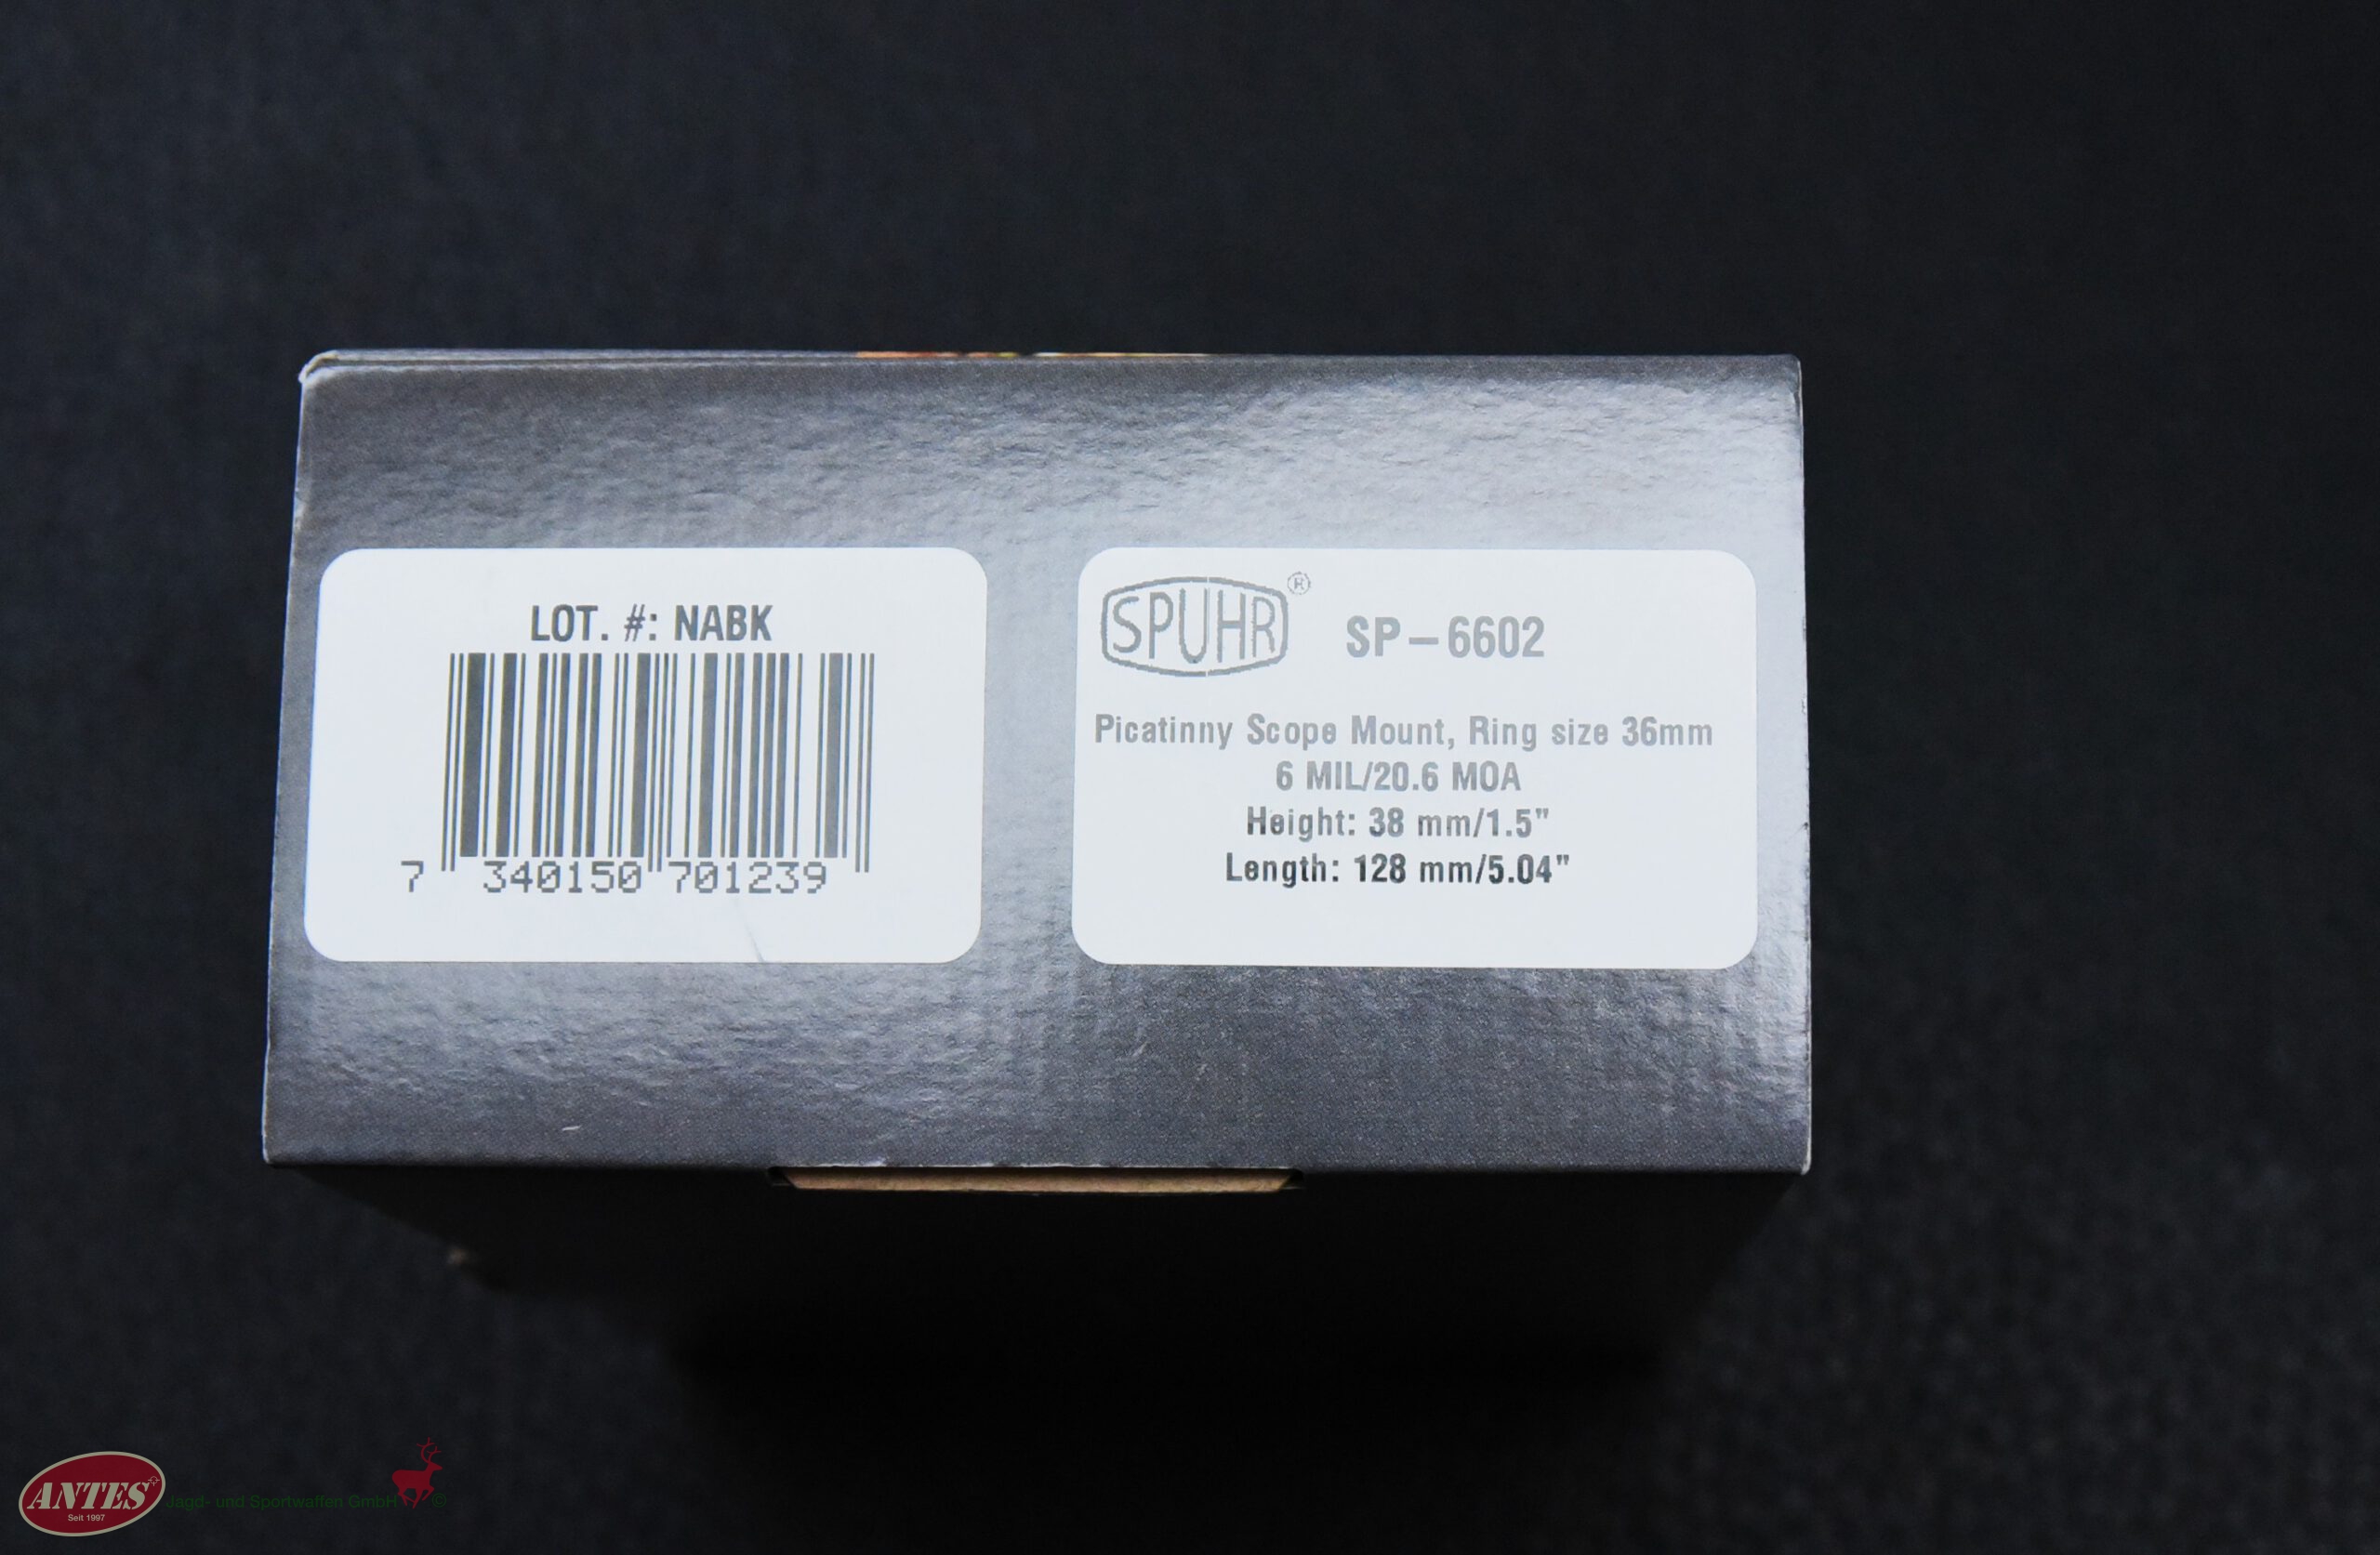 LOT. #: NABK
7 340150 701239
SPUHR®
SP-6602
Picatinny Scope Mount, Ring size 36mm
6 MIL/20.6 MOA
Height: 38 mm/1.5"
Length: 128 mm/5.04"
ANTES
Seit 1997
Jagd- und Sportwaffen GmbH ©